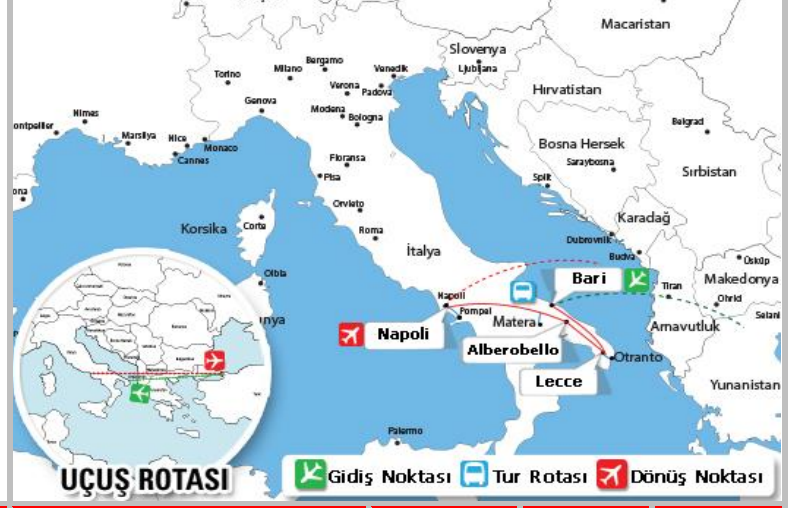 Macaristan
Slovenya
Ljubljana
Bergamo
Milano
Venedik
Torino
Verona
Padova
Hırvatistan
Genova
Modena
Bologna
Nimes
ontpellier
Marsilya
Nice
Monaco
Cannes
Belgrad
Bosna Hersek
Saraybosna
Floransa
Pisa
Sırbistan
Split
Orvieto
Korsika
Corte
Roma
İtalya
Karadağ
Dubrovnik
Budva
Üsküp
Olbia
Bari
Tiran
Makedonya
Ohrid
Selani
Napoli
Pompei
nya
Matera
Arnavutluk
Napoli
Alberobello
Otranto
Lecce
Yunanistan
Palermo
UÇUŞ ROTASI
Gidiş Noktası
Tur Rotası
Dönüş Noktası